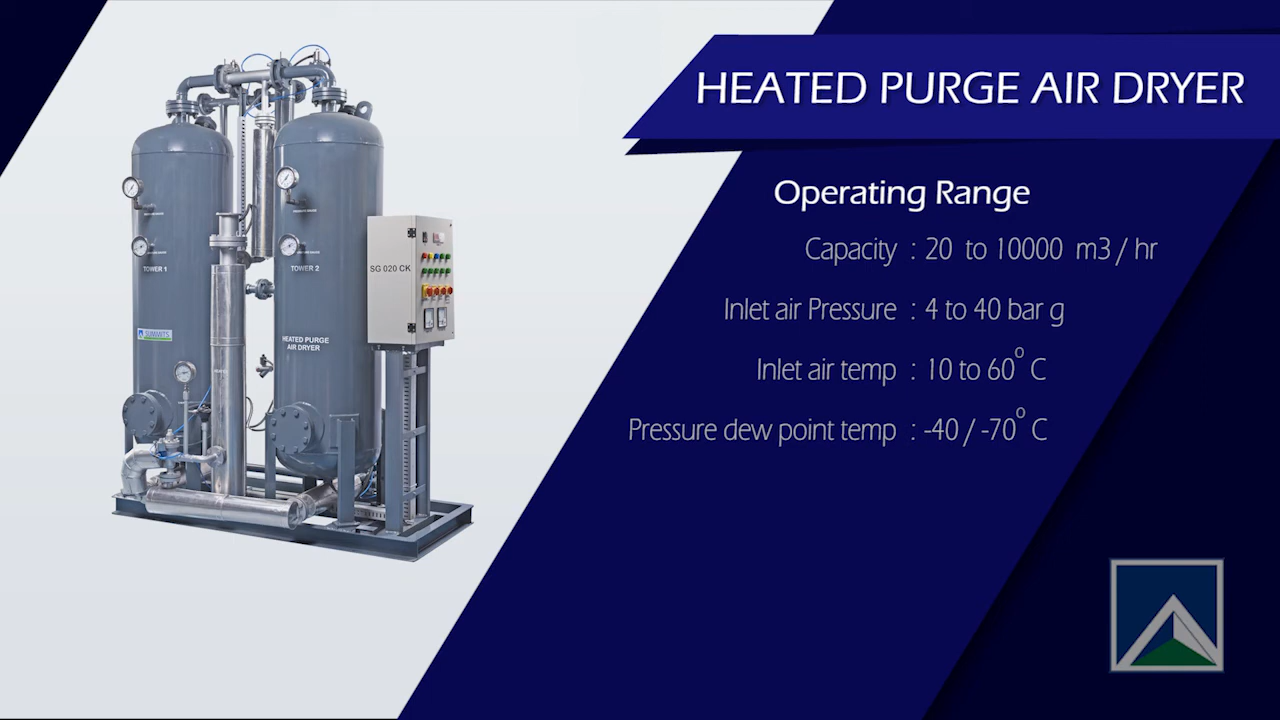 HEATED PURGE AIR DRYER
Operating Range
Capacity : 20 to 10000 m3 / hr
Inlet air Pressure : 4 to 40 bar g
Inlet air temp : 10 to 60° C
Pressure dew point temp : -40 / -70° C
TOWER 1
TOWER 2
SG 020 CK
SUMMITS
HEATED PURGE
AIR DRYER